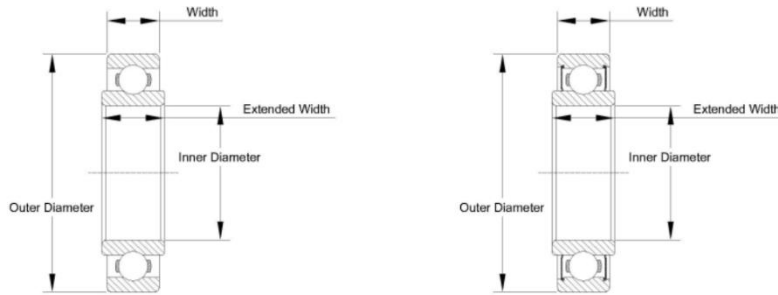 Width
Extended Width
Inner Diameter
Outer Diameter
Width
Extended Width
Inner Diameter
Outer Diameter